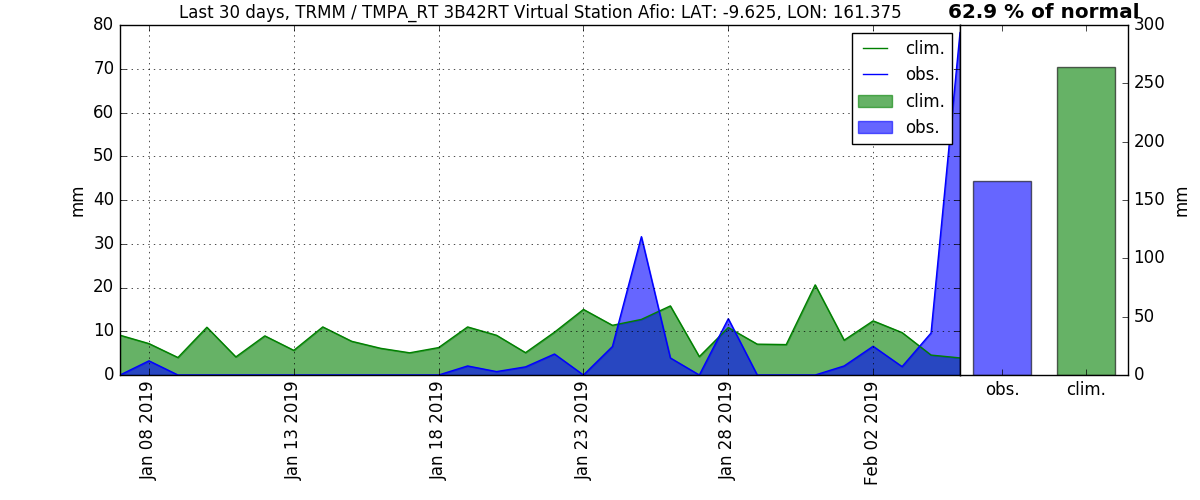 Last 30 days, TRMM / TMPA_RT 3B42RT Virtual Station Afio: LAT: -9.625, LON: 161.375
62.9 % of normal
80
70
60
50
40
30
20
10
0
mm
clim.
obs.
clim.
obs.
300
250
200
150
100
50
0
mm
Jan 08 2019
Jan 13 2019
Jan 18 2019
Jan 23 2019
Jan 28 2019
Feb 02 2019
obs.
clim.